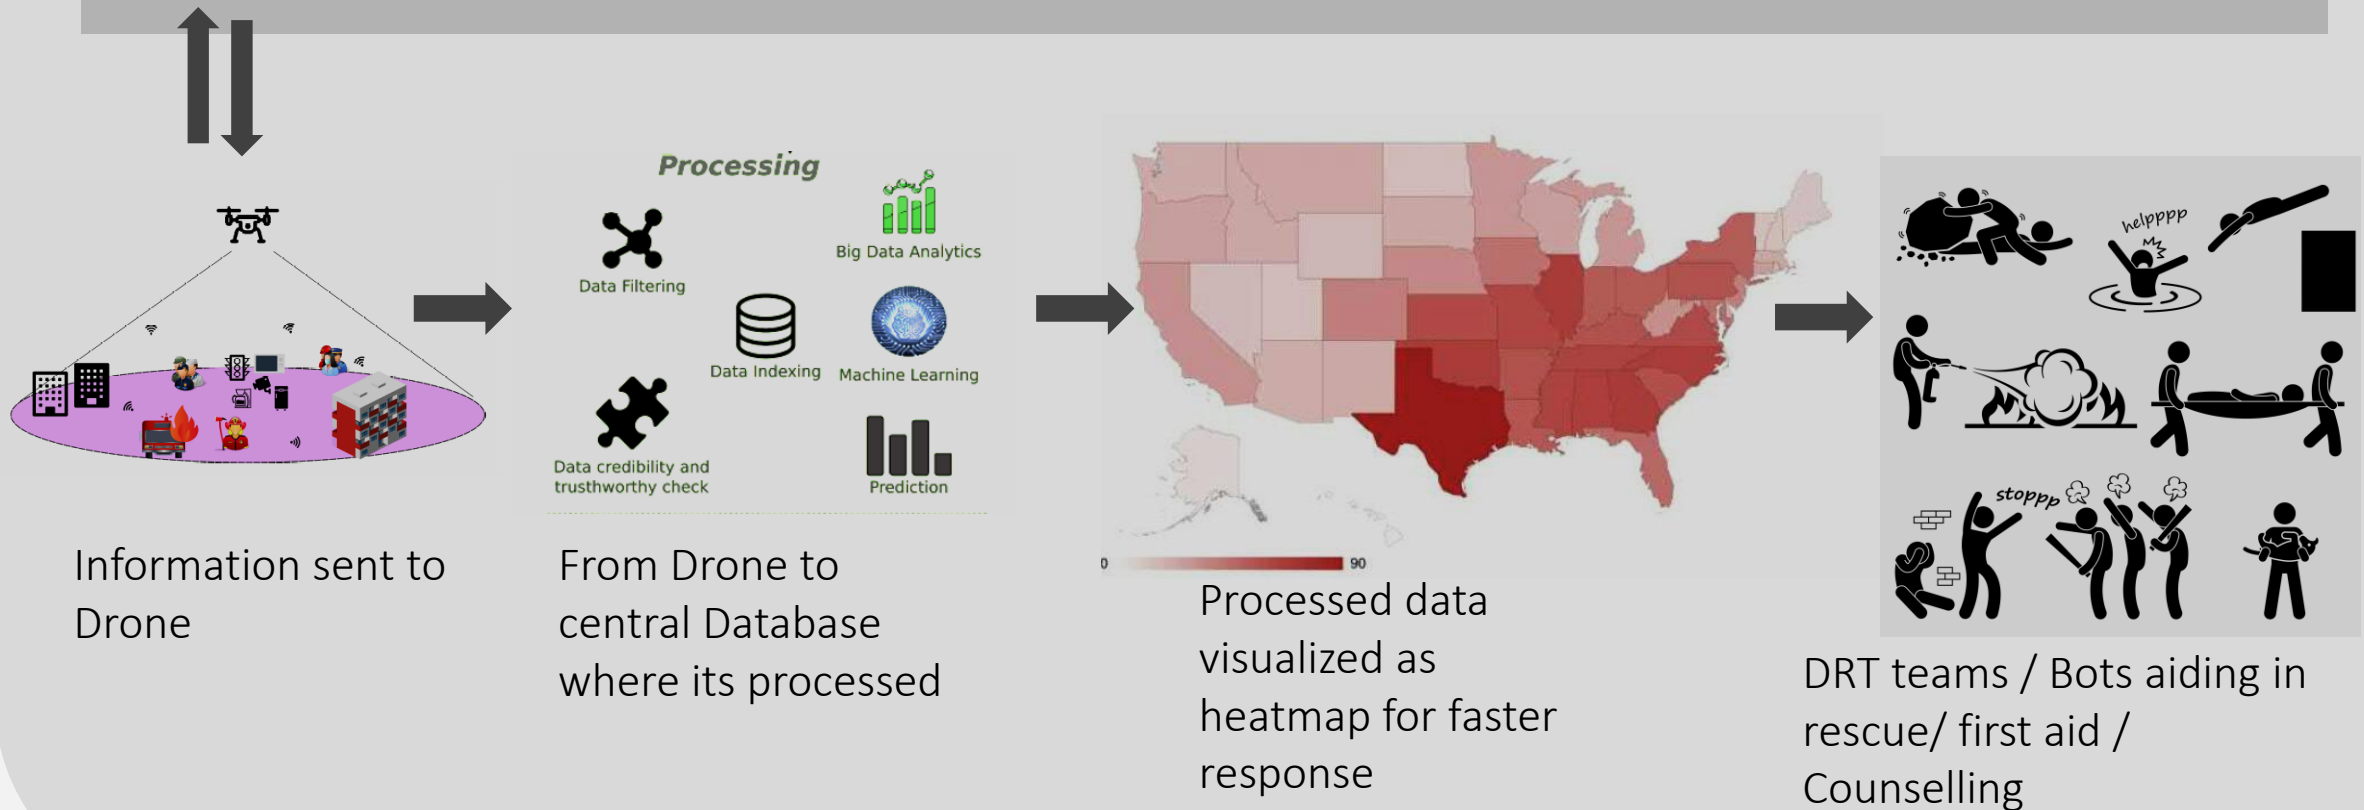 Processing
Data Filtering
Big Data Analytics
Data Indexing
Machine Learning
Data credibility and
trusthworthy check
Prediction
0
90
helpppp
stoppp
Information sent to
Drone
From Drone to
central Database
where its processed
Processed data
visualized as
heatmap for faster
response
DRT teams / Bots aiding in
rescue/ first aid /
Counselling